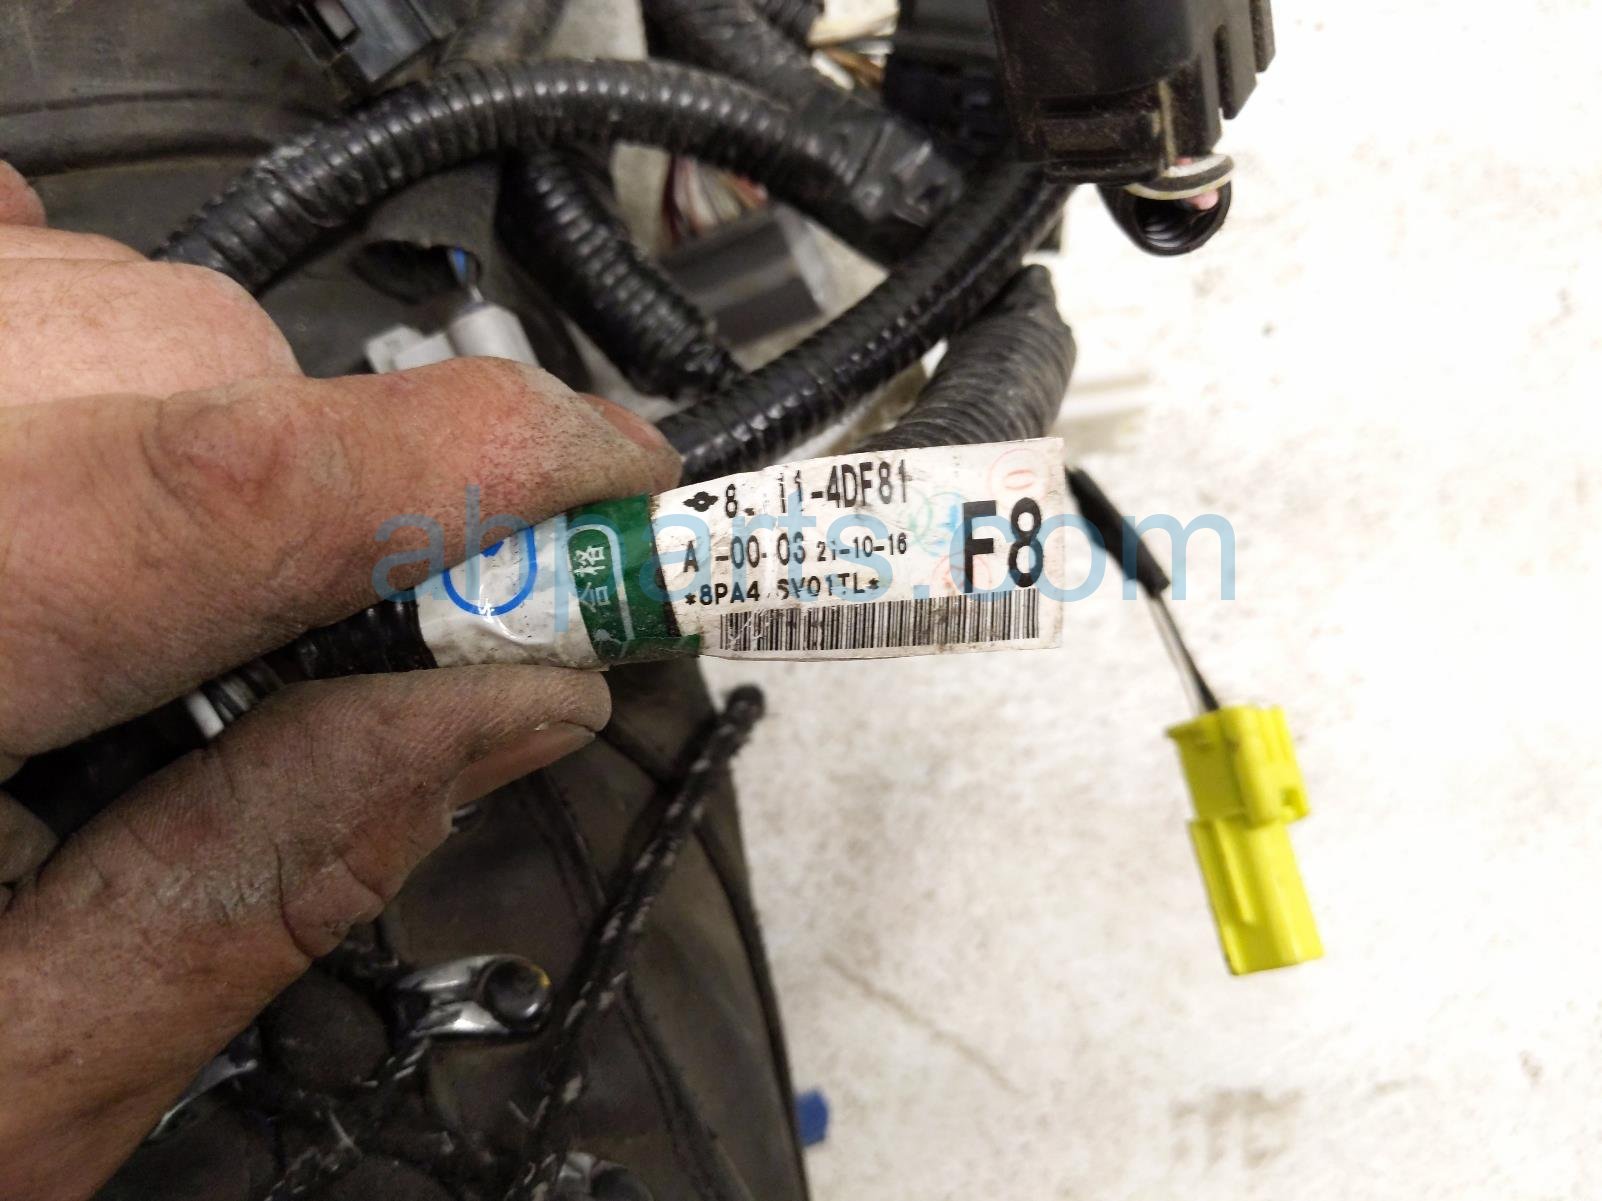 8. 11-4DF81
A -00-03 21-10-16
F8
*8PA4 SV01TL*
合格
abparts.com